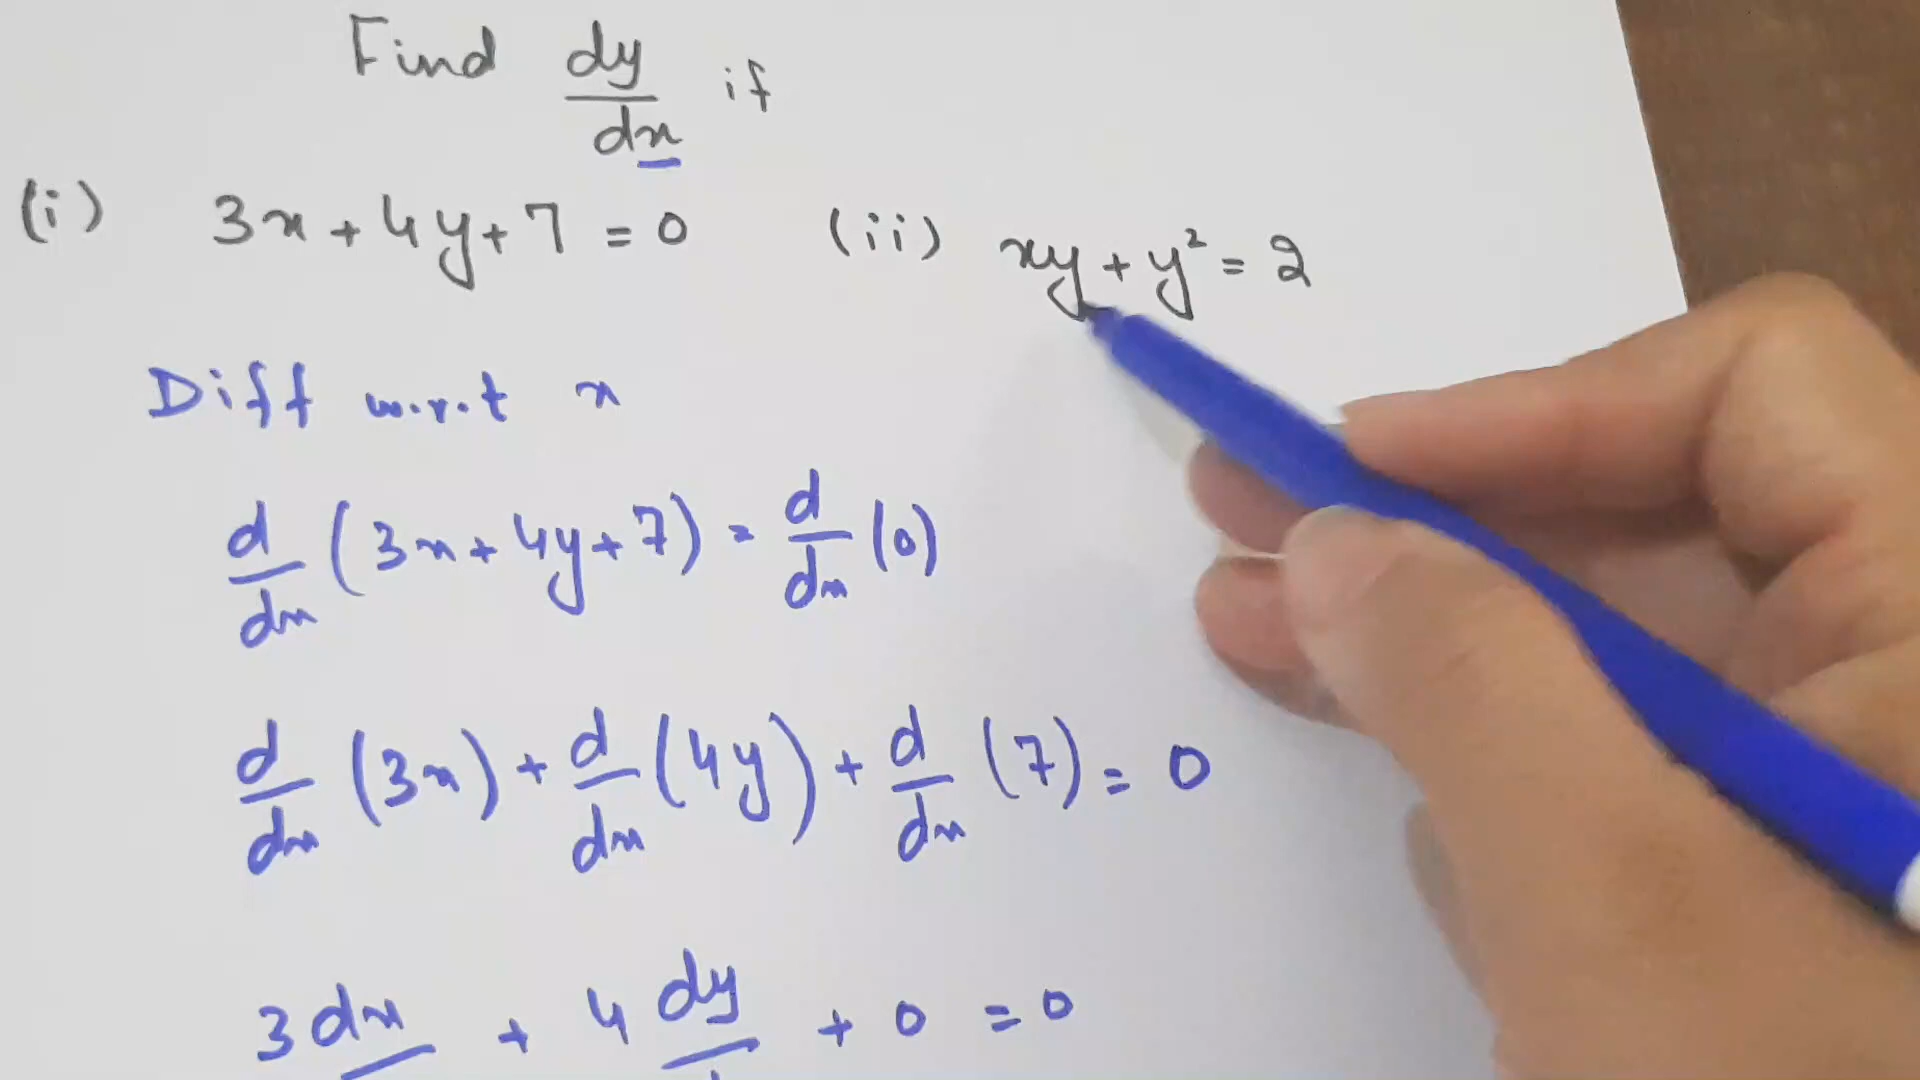 Find dy/dx if
(i) 3x + 4y + 7 = 0 (ii) xy + y² = 2
Diff w.r.t x
d/dx (3x + 4y + 7) = d/dx (0)
d/dx (3x) + d/dx (4y) + d/dx (7) = 0
3 dx + 4 dy + 0 = 0